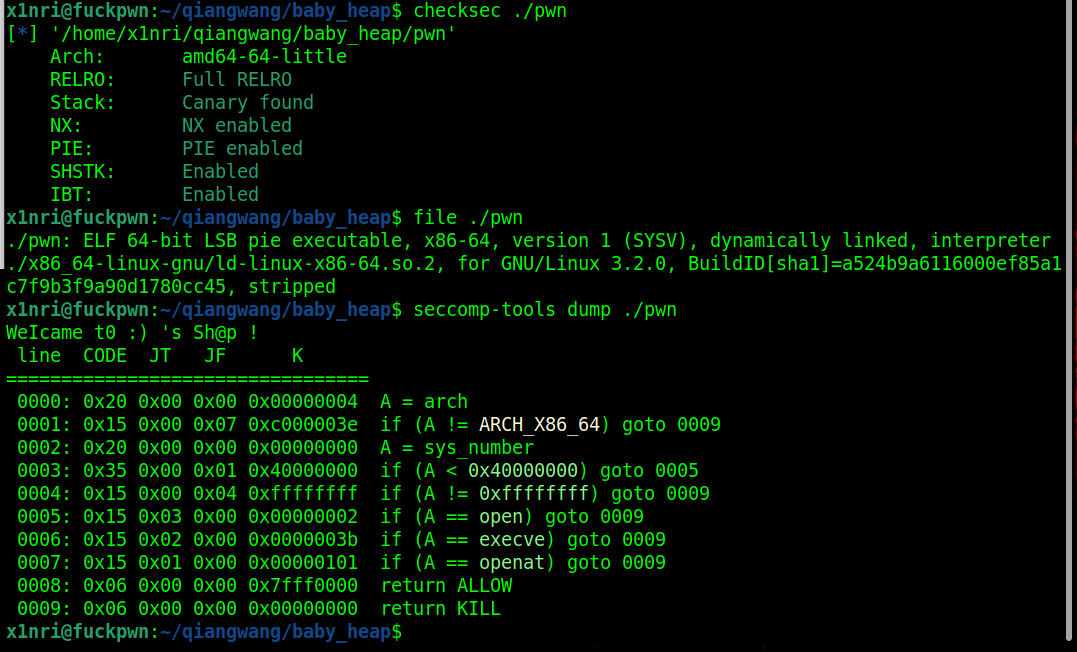 x1nri@fuckpwn:~/qiangwang/baby_heap$ checksec ./pwn
[*] '/home/x1nri/qiangwang/baby_heap/pwn'
    Arch:       amd64-64-little
    RELRO:      Full RELRO
    Stack:      Canary found
    NX:         NX enabled
    PIE:        PIE enabled
    SHSTK:      Enabled
    IBT:        Enabled
x1nri@fuckpwn:~/qiangwang/baby_heap$ file ./pwn
./pwn: ELF 64-bit LSB pie executable, x86-64, version 1 (SYSV), dynamically linked, interpreter
./x86_64-linux-gnu/ld-linux-x86-64.so.2, for GNU/Linux 3.2.0, BuildID[sha1]=a524b9a6116000ef85a1
c7f9b3f9a90d1780cc45, stripped
x1nri@fuckpwn:~/qiangwang/baby_heap$ seccomp-tools dump ./pwn
WeIcame t0 :) 's Sh@p !
 line  CODE  JT   JF      K
=================================
 0000: 0x20 0x00 0x00 0x00000004  A = arch
 0001: 0x15 0x00 0x07 0xc000003e  if (A != ARCH_X86_64) goto 0009
 0002: 0x20 0x00 0x00 0x00000000  A = sys_number
 0003: 0x35 0x00 0x01 0x40000000  if (A < 0x40000000) goto 0005
 0004: 0x15 0x00 0x04 0xffffffff  if (A != 0xffffffff) goto 0009
 0005: 0x15 0x03 0x00 0x00000002  if (A == open) goto 0009
 0006: 0x15 0x02 0x00 0x0000003b  if (A == execve) goto 0009
 0007: 0x15 0x01 0x00 0x00000101  if (A == openat) goto 0009
 0008: 0x06 0x00 0x00 0x7fff0000  return ALLOW
 0009: 0x06 0x00 0x00 0x00000000  return KILL
x1nri@fuckpwn:~/qiangwang/baby_heap$